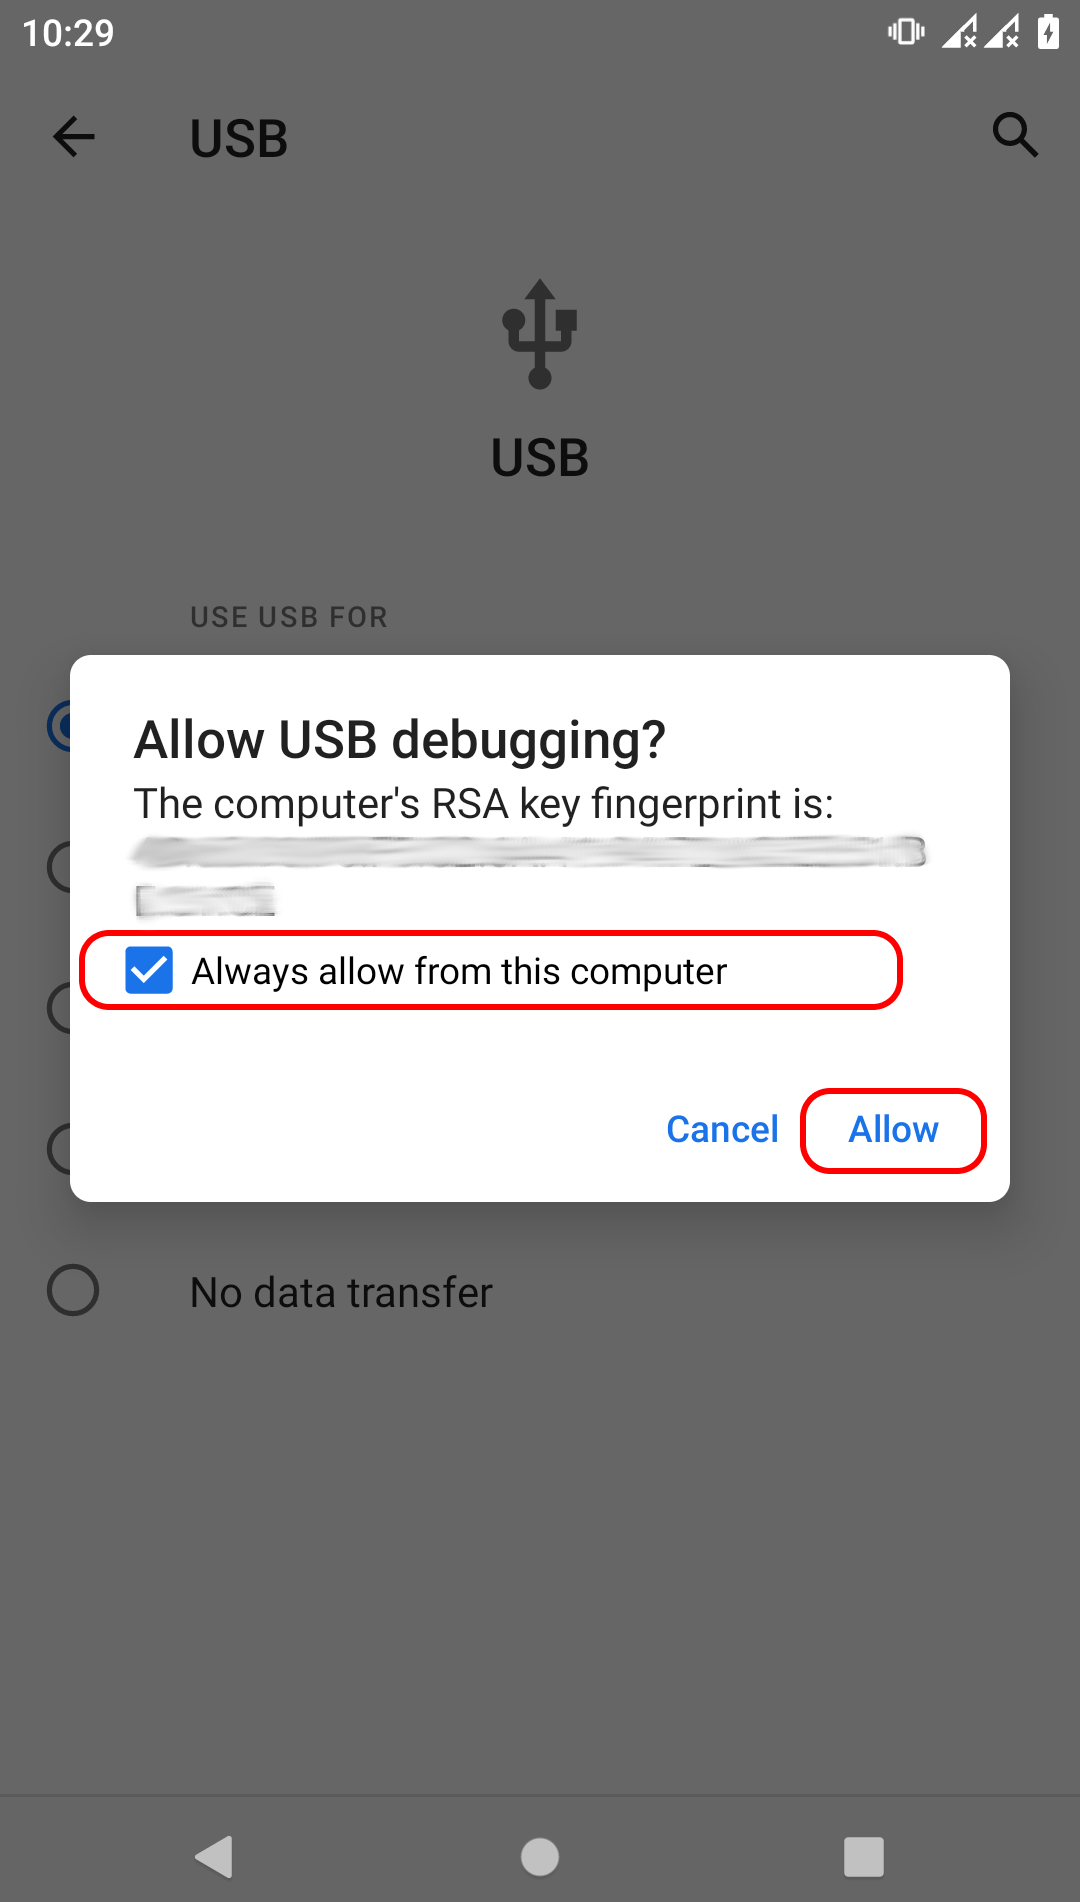 10:29
USB
USB
USE USB FOR
Allow USB debugging?
The computer's RSA key fingerprint is:
Always allow from this computer
Cancel
Allow
No data transfer